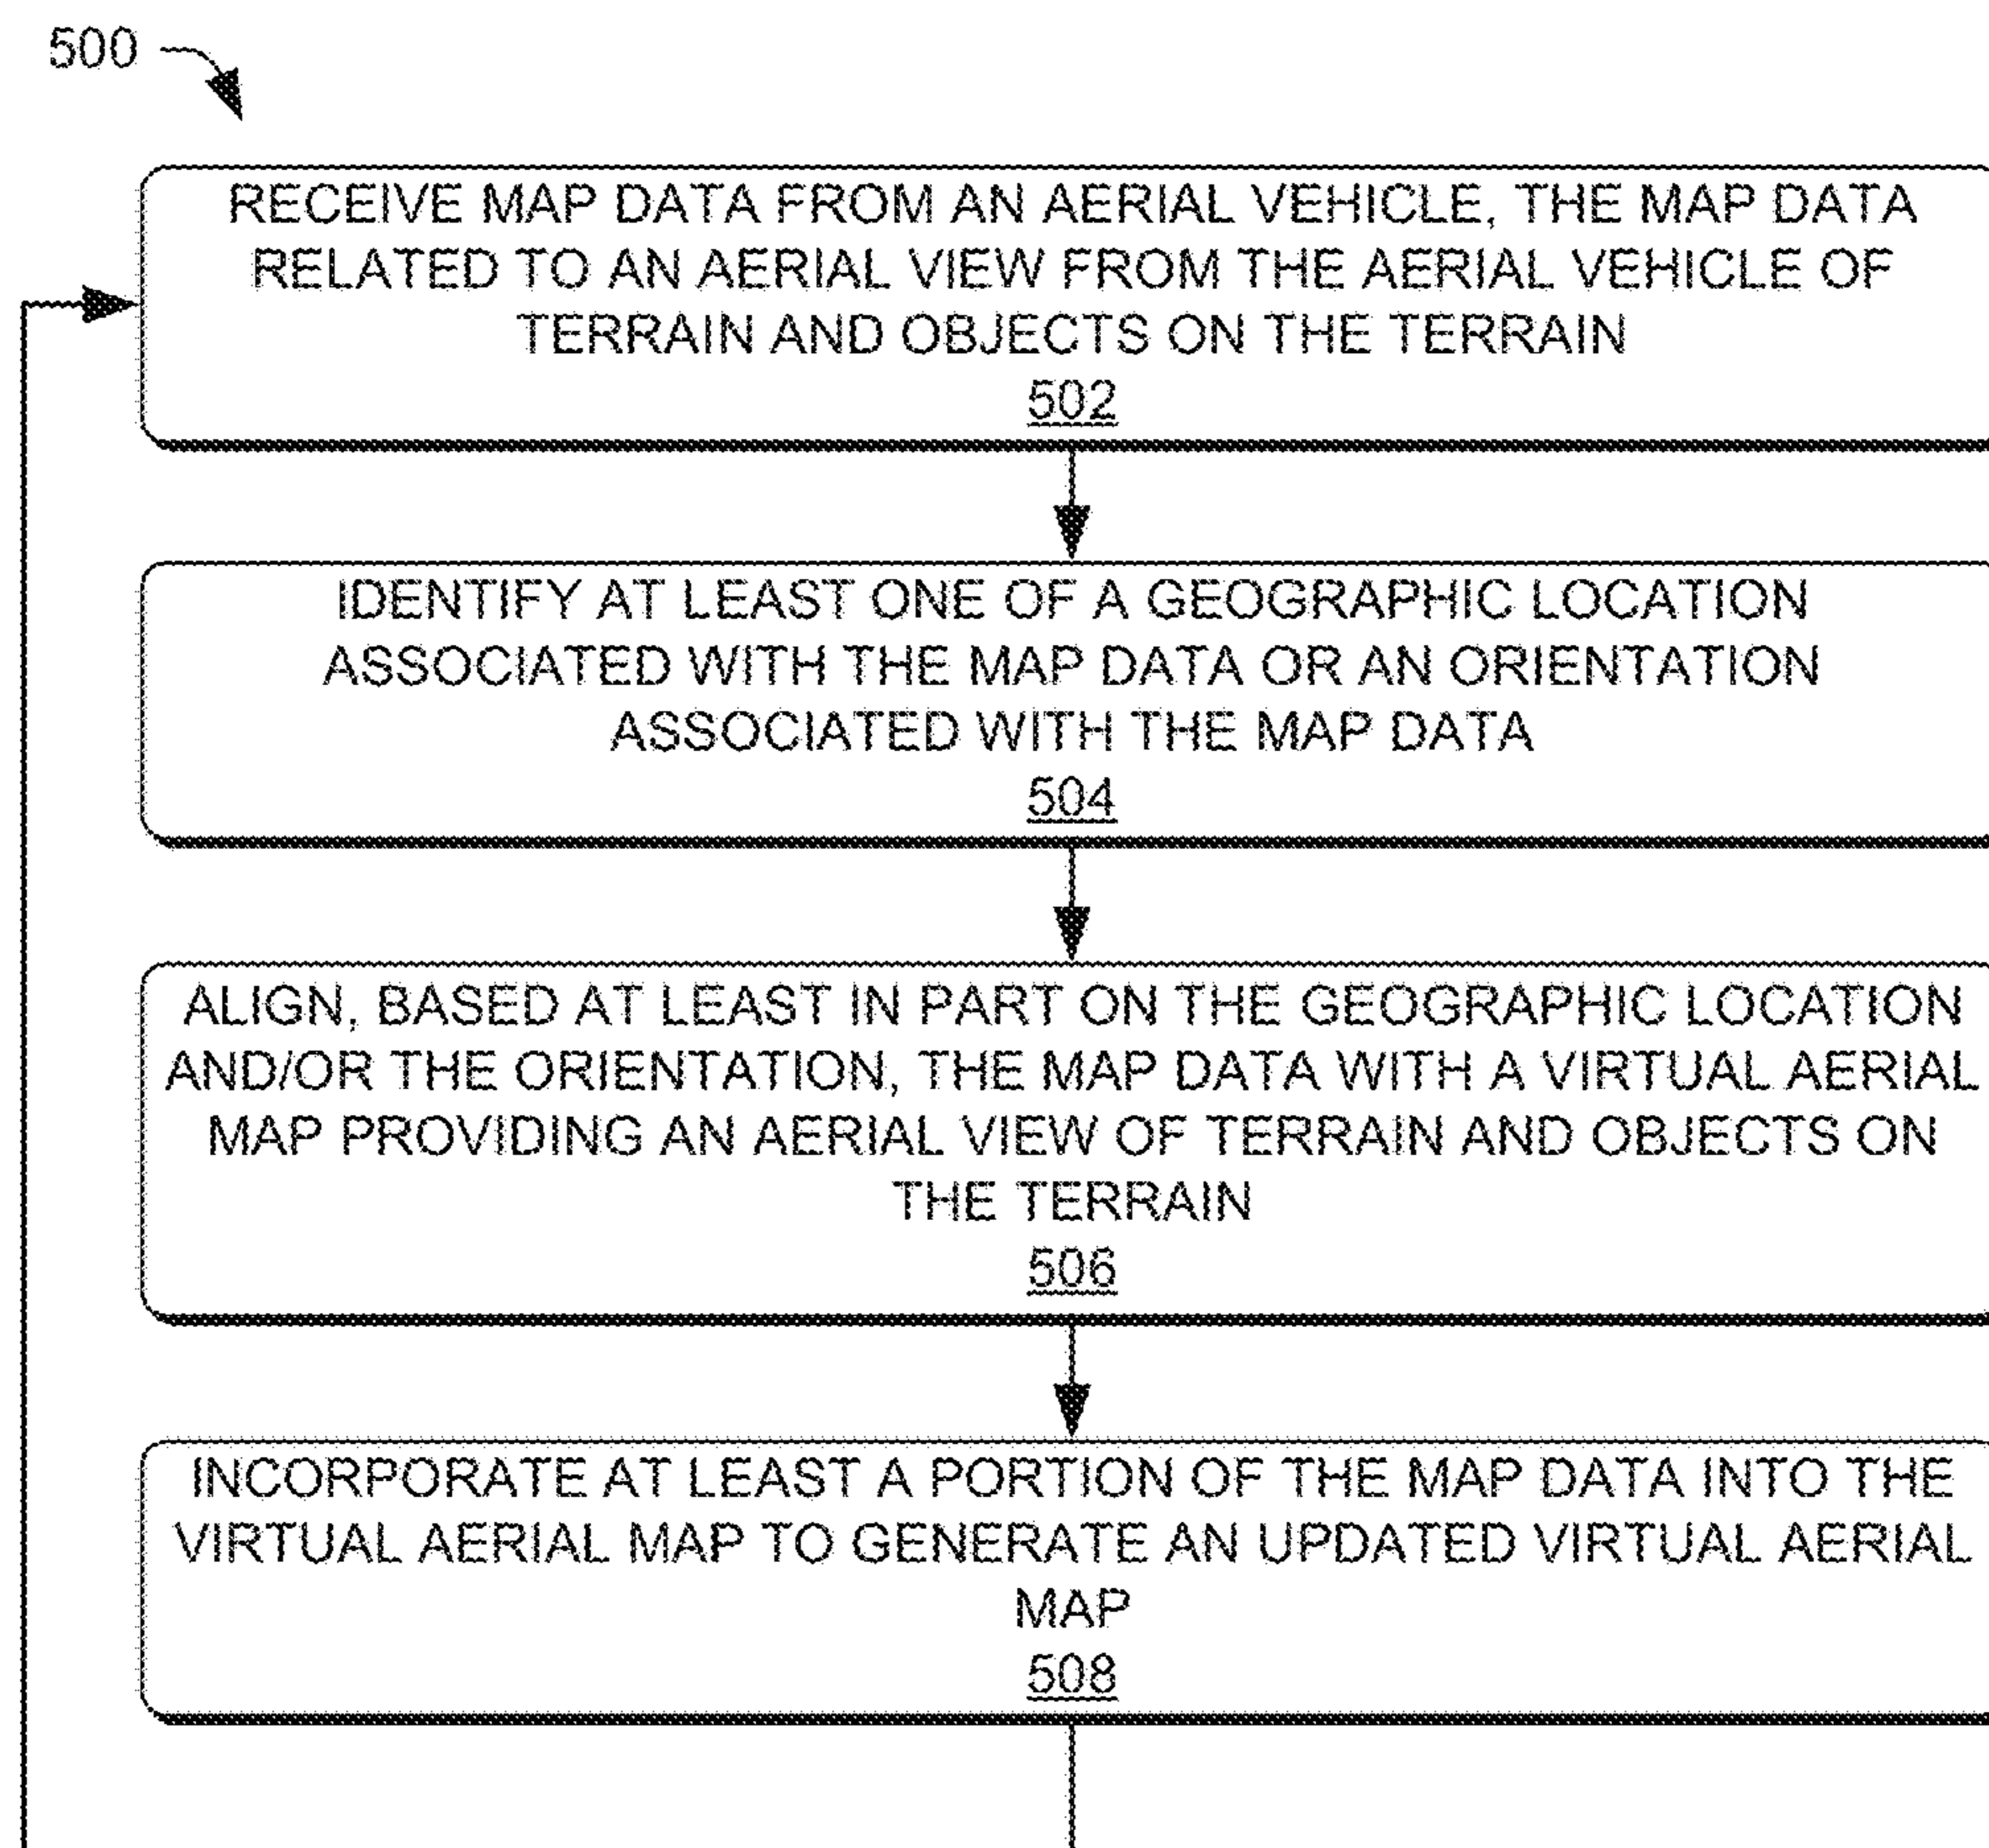 500
RECEIVE MAP DATA FROM AN AERIAL VEHICLE, THE MAP DATA
RELATED TO AN AERIAL VIEW FROM THE AERIAL VEHICLE OF
TERRAIN AND OBJECTS ON THE TERRAIN
502
IDENTIFY AT LEAST ONE OF A GEOGRAPHIC LOCATION
ASSOCIATED WITH THE MAP DATA OR AN ORIENTATION
ASSOCIATED WITH THE MAP DATA
504
ALIGN, BASED AT LEAST IN PART ON THE GEOGRAPHIC LOCATION
AND/OR THE ORIENTATION, THE MAP DATA WITH A VIRTUAL AERIAL
MAP PROVIDING AN AERIAL VIEW OF TERRAIN AND OBJECTS ON
THE TERRAIN
506
INCORPORATE AT LEAST A PORTION OF THE MAP DATA INTO THE
VIRTUAL AERIAL MAP TO GENERATE AN UPDATED VIRTUAL AERIAL
MAP
508